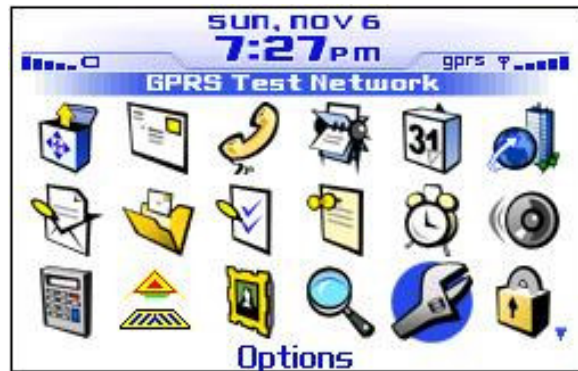 SUN, NOV 6
7:27PM
gprs
GPRS Test Network
31
Options